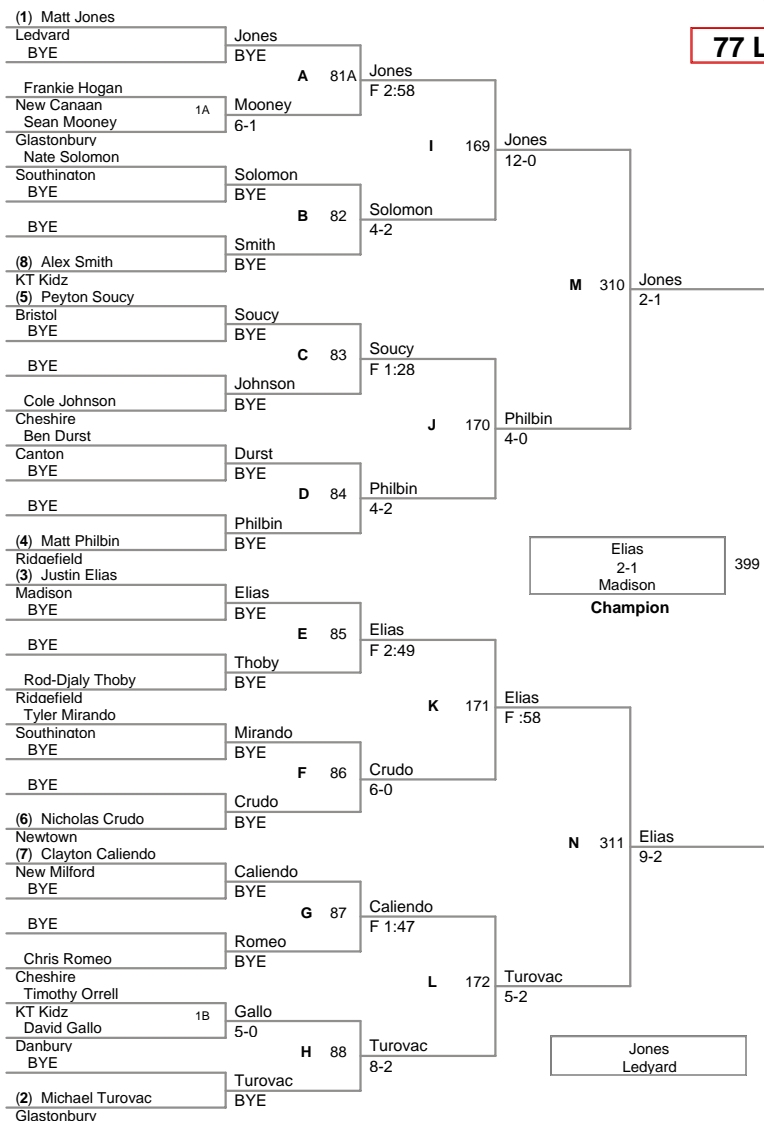 (1) Matt Jones
Ledyard
BYE
Frankie Hogan
New Canaan
1A
Sean Mooney
Glastonbury
Nate Solomon
Southington
BYE
BYE
(8) Alex Smith
KT Kidz
(5) Peyton Soucy
Bristol
BYE
BYE
Cole Johnson
Cheshire
Ben Durst
Canton
BYE
BYE
(4) Matt Philbin
Ridgefield
(3) Justin Elias
Madison
BYE
BYE
Rod-Djaly Thoby
Ridgefield
Tyler Mirando
Southington
BYE
BYE
(6) Nicholas Crudo
Newtown
(7) Clayton Caliendo
New Milford
BYE
BYE
Chris Romeo
Cheshire
Timothy Orrell
KT Kidz
1B
David Gallo
Danbury
BYE
(2) Michael Turovac
Glastonbury
Jones
BYE
A 81A
Mooney
6-1
Solomon
BYE
B 82
Smith
BYE
Soucy
BYE
C 83
Johnson
BYE
Durst
BYE
D 84
Philbin
BYE
Elias
BYE
E 85
Thoby
BYE
Mirando
BYE
F 86
Crudo
BYE
Caliendo
BYE
G 87
Romeo
BYE
Gallo
5-0
H 88
Turovac
BYE
Jones
F 2:58
I 169
Solomon
4-2
Soucy
F 1:28
J 170
Philbin
4-2
Elias
F 2:49
K 171
Crudo
6-0
Caliendo
F 1:47
L 172
Turovac
8-2
Jones
12-0
M 310
Philbin
4-0
Elias
F :58
N 311
Turovac
5-2
77 L
Jones
2-1
Elias
2-1
Madison
399
Champion
Elias
9-2
Jones
Ledyard